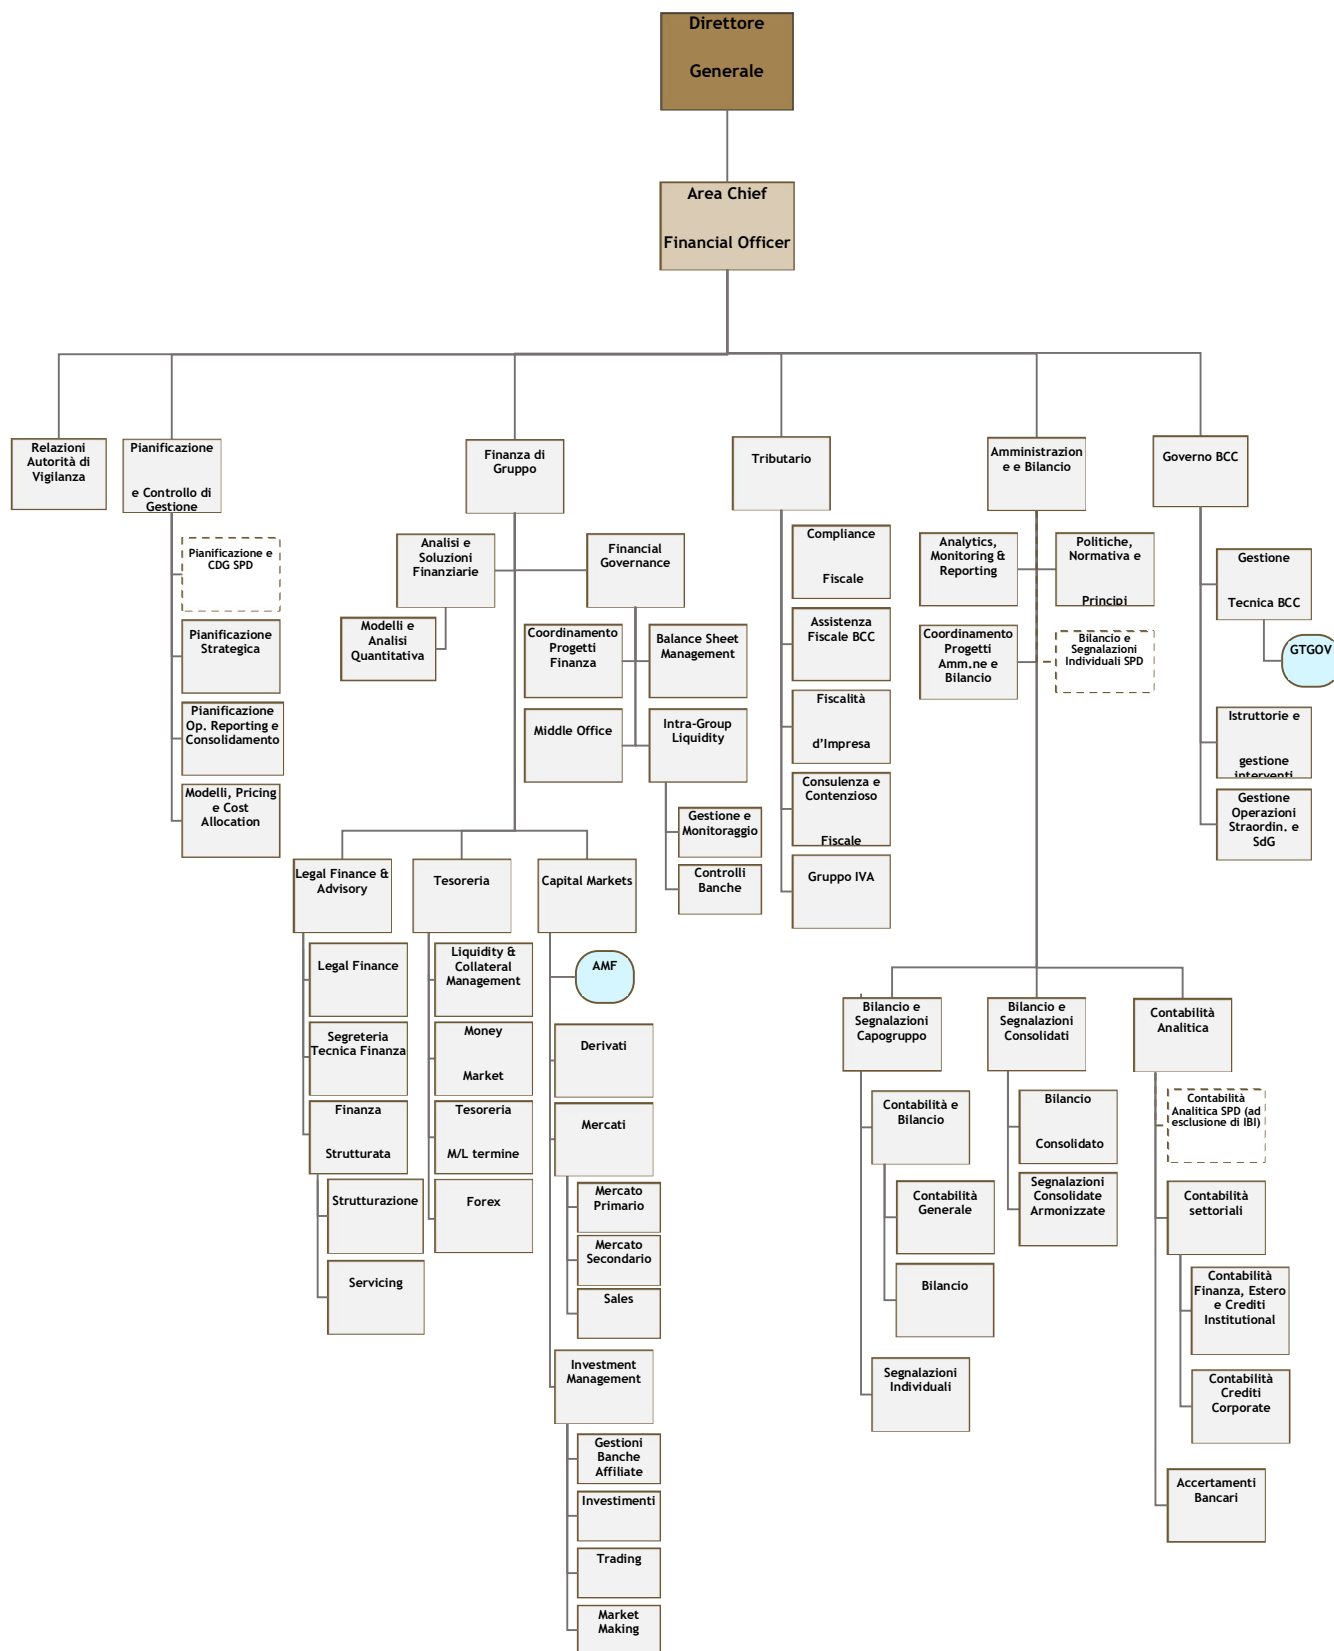 Direttore
Generale
Area Chief
Financial Officer
Relazioni
Autorità di
Vigilanza
Pianificazione
e Controllo di
Gestione
Finanza di
Gruppo
Tributario
Amministrazion
e e Bilancio
Governo BCC
Pianificazione e
CDG SPD
Pianificazione
Strategica
Pianificazione
Op. Reporting e
Consolidamento
Modelli, Pricing
e Cost
Allocation
Analisi e
Soluzioni
Finanziarie
Modelli e
Analisi
Quantitativa
Financial
Governance
Coordinamento
Progetti
Finanza
Balance Sheet
Management
Middle Office
Intra-Group
Liquidity
Gestione e
Monitoraggio
Controlli
Banche
Legal Finance &
Advisory
Legal Finance
Segreteria
Tecnica Finanza
Finanza
Strutturata
Strutturazione
Servicing
Tesoreria
Liquidity &
Collateral
Management
Money
Market
Tesoreria
M/L termine
Forex
Capital Markets
AMF
Derivati
Mercati
Mercato
Primario
Mercato
Secondario
Sales
Investment
Management
Gestioni
Banche
Affiliate
Investimenti
Trading
Market
Making
Compliance
Fiscale
Assistenza
Fiscale BCC
Fiscalità
d'Impresa
Consulenza e
Contenzioso
Fiscale
Gruppo IVA
Analytics,
Monitoring &
Reporting
Politiche,
Normativa e
Principi
Coordinamento
Progetti
Amm.ne e
Bilancio
Bilancio e
Segnalazioni
Individuali SPD
Bilancio e
Segnalazioni
Capogruppo
Contabilità e
Bilancio
Contabilità
Generale
Bilancio
Segnalazioni
Individuali
Bilancio e
Segnalazioni
Consolidati
Bilancio
Consolidato
Segnalazioni
Consolidate
Armonizzate
Contabilità
Analitica
Contabilità
Analitica SPD (ad
esclusione di IBI)
Contabilità
settoriali
Contabilità
Finanza, Estero
e Crediti
Institutional
Contabilità
Crediti
Corporate
Accertamenti
Bancari
Gestione
Tecnica BCC
GTGOV
Istruttorie e
gestione
interventi
Gestione
Operazioni
Straordin. e
SdG